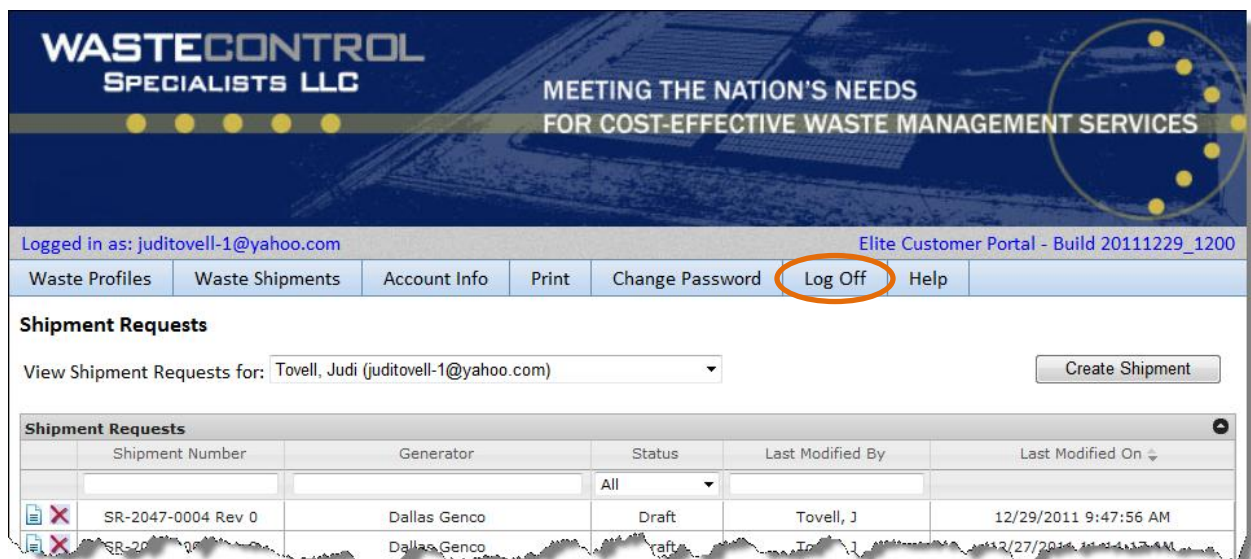 WASTECONTROL
SPECIALISTS LLC
MEETING THE NATION'S NEEDS
FOR COST-EFFECTIVE WASTE MANAGEMENT SERVICES
Logged in as: juditovell-1@yahoo.com Elite Customer Portal - Build 20111229_1200
Waste Profiles Waste Shipments Account Info Print Change Password Log Off Help
Shipment Requests
View Shipment Requests for: Tovell, Judi (juditovell-1@yahoo.com) Create Shipment
Shipment Requests
Shipment Number Generator Status Last Modified By Last Modified On
All
SR-2047-0004 Rev 0 Dallas Genco Draft Tovell, J 12/29/2011 9:47:56 AM
Dallas Genco